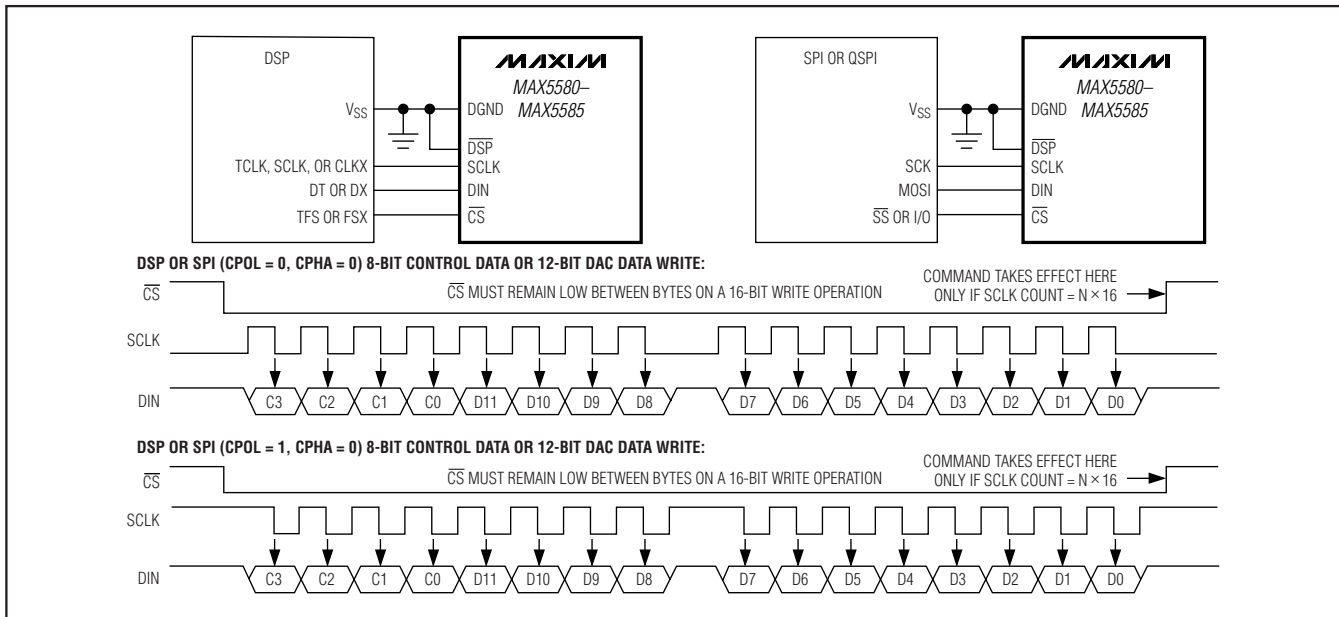 DSP
MAXIM
MAX5580–
MAX5585
VSS
DGND
DSP
TCLK, SCLK, OR CLKX
SCLK
DT OR DX
DIN
TFS OR FSX
CS
SPI OR QSPI
MAXIM
MAX5580–
MAX5585
VSS
DGND
DSP
SCK
SCLK
MOSI
DIN
SS OR I/O
CS
DSP OR SPI (CPOL = 0, CPHA = 0) 8-BIT CONTROL DATA OR 12-BIT DAC DATA WRITE:
CS
CS MUST REMAIN LOW BETWEEN BYTES ON A 16-BIT WRITE OPERATION
COMMAND TAKES EFFECT HERE
ONLY IF SCLK COUNT = N × 16
SCLK
DIN
C3 C2 C1 C0 D11 D10 D9 D8 D7 D6 D5 D4 D3 D2 D1 D0
DSP OR SPI (CPOL = 1, CPHA = 0) 8-BIT CONTROL DATA OR 12-BIT DAC DATA WRITE:
CS
CS MUST REMAIN LOW BETWEEN BYTES ON A 16-BIT WRITE OPERATION
COMMAND TAKES EFFECT HERE
ONLY IF SCLK COUNT = N × 16
SCLK
DIN
C3 C2 C1 C0 D11 D10 D9 D8 D7 D6 D5 D4 D3 D2 D1 D0